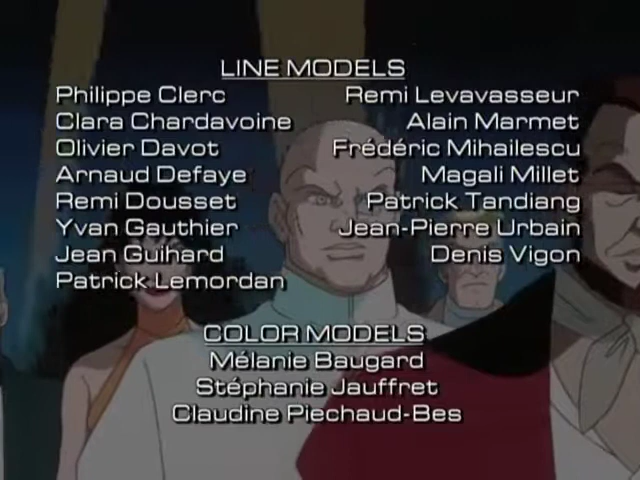 LINE MODELS
Philippe Clerc
Clara Chardavoine
Olivier Davot
Arnaud Defaye
Remi Dousset
Yvan Gauthier
Jean Guihard
Patrick Lemordan
Remi Levavasseur
Alain Marmet
Frédéric Mihailescu
Magali Millet
Patrick Tandiang
Jean-Pierre Urbain
Denis Vigon
COLOR MODELS
Mélanie Baugard
Stéphanie Jauffret
Claudine Piechaud-Bes